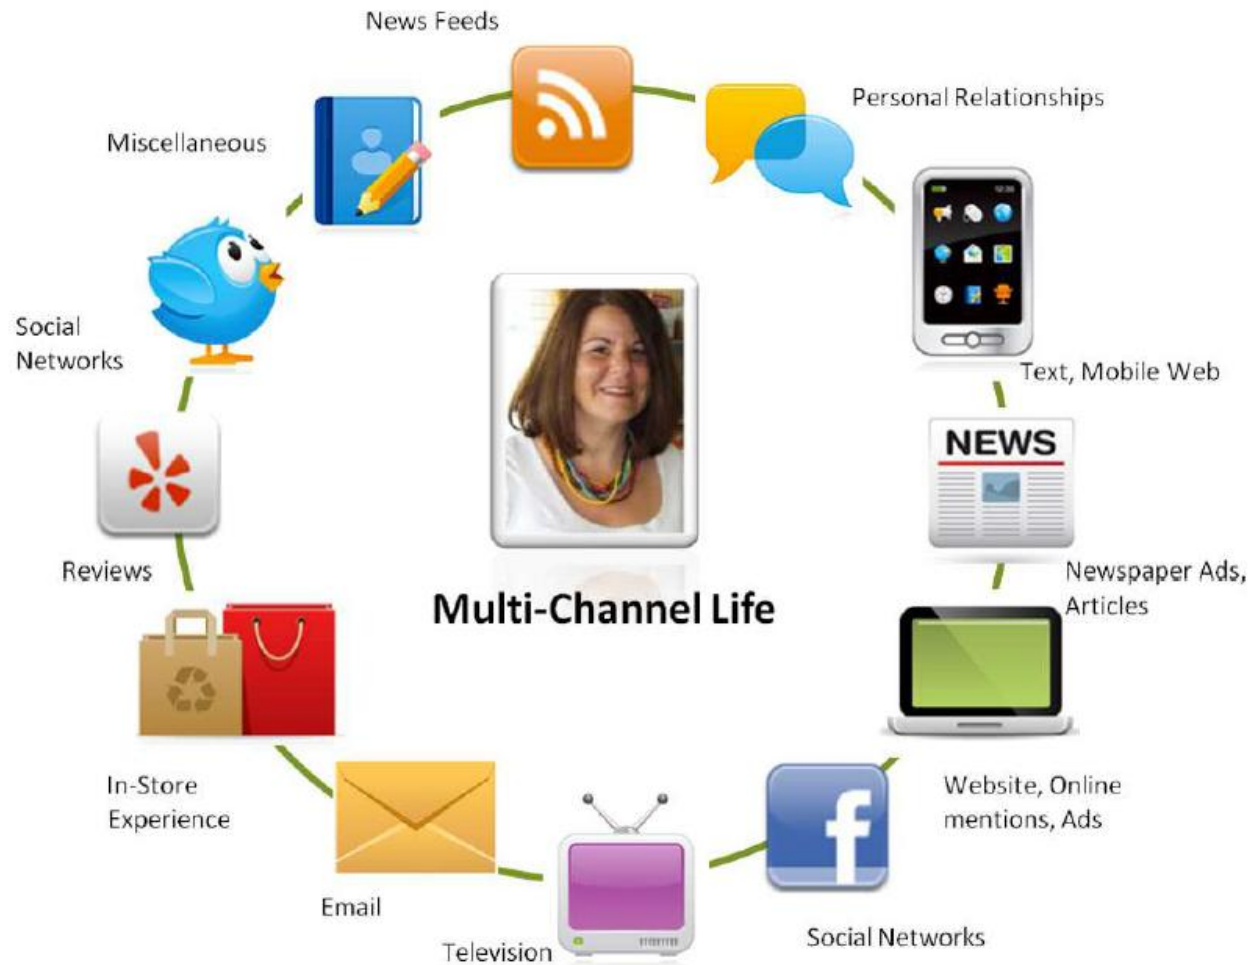 News Feeds
Personal Relationships
Miscellaneous
Social
Networks
Text, Mobile Web
NEWS
Reviews
Newspaper Ads,
Articles
Multi-Channel Life
In-Store
Experience
Website, Online
mentions, Ads
Email
Television
Social Networks